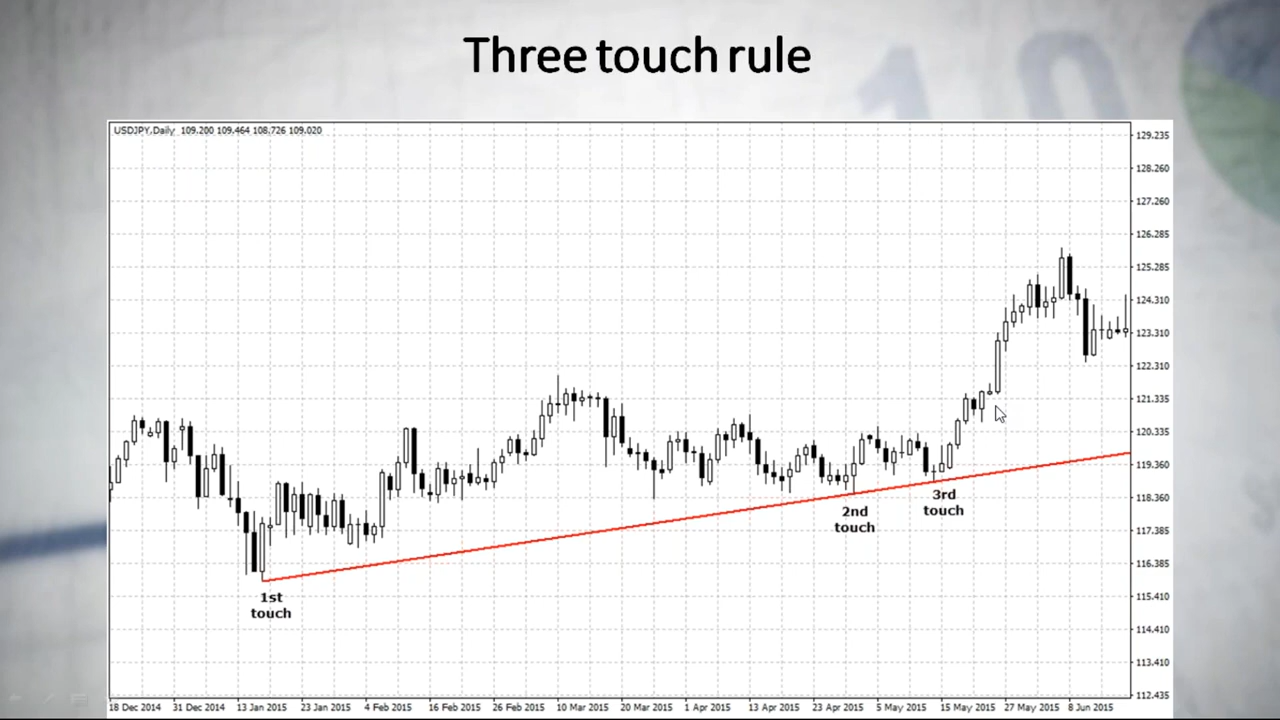 Three touch rule
USDJPY,Daily 109.200 109.464 108.726 109.020
129.235
128.260
127.260
126.285
125.285
124.310
123.310
122.310
121.335
120.335
119.360
118.360
117.385
116.385
115.410
114.410
113.410
112.435
1st
touch
2nd
touch
3rd
touch
18 Dec 2014 31 Dec 2014 13 Jan 2015 23 Jan 2015 4 Feb 2015 16 Feb 2015 26 Feb 2015 10 Mar 2015 20 Mar 2015 1 Apr 2015 13 Apr 2015 23 Apr 2015 5 May 2015 15 May 2015 27 May 2015 8 Jun 2015
10